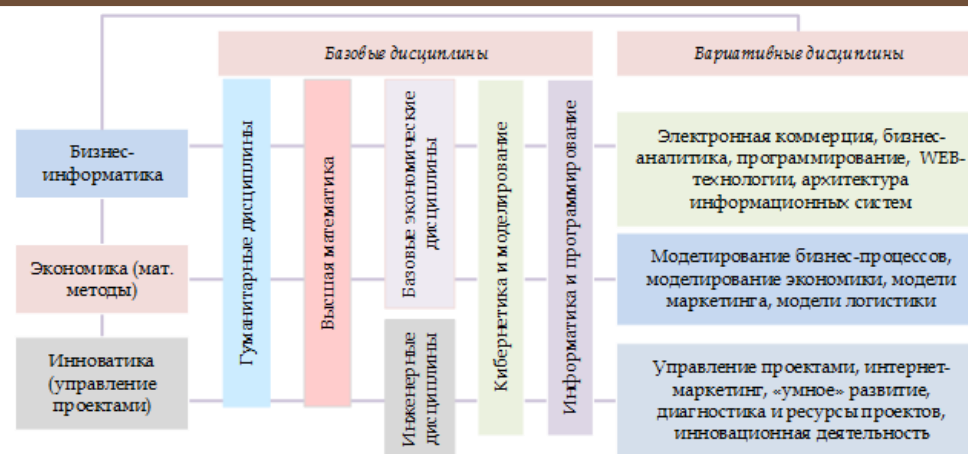 Базовые дисциплины
Вариативные дисциплины
Бизнес-
информатика
Экономика (мат.
методы)
Инноватика
(управление
проектами)
Гуманитарные дисциплины
Высшая математика
Базовые экономические
дисциплины
Инженерные
дисциплины
Кибернетика и моделирование
Информатика и программирование
Электронная коммерция, бизнес-
аналитика, программирование, WEB-
технологии, архитектура
информационных систем
Моделирование бизнес-процессов,
моделирование экономики, модели
маркетинга, модели логистики
Управление проектами, интернет-
маркетинг, «умное» развитие,
диагностика и ресурсы проектов,
инновационная деятельность